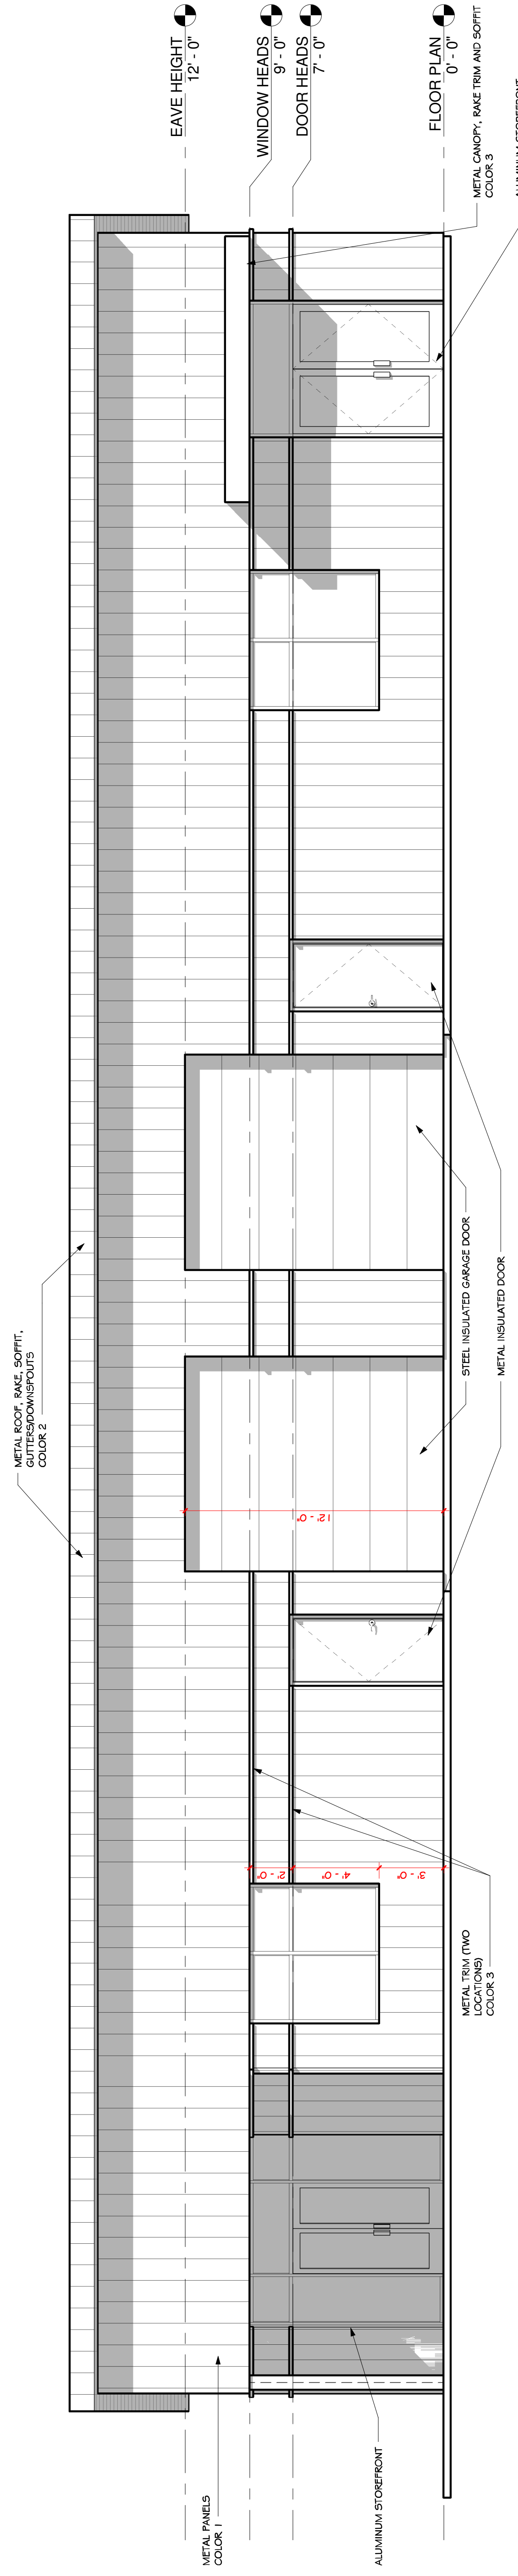 EAVE HEIGHT
12' - 0"
WINDOW HEADS
9' - 0"
DOOR HEADS
7' - 0"
FLOOR PLAN
0' - 0"
METAL CANOPY, RAKE TRIM AND SOFFIT
COLOR 3
METAL ROOF, RAKE, SOFFIT,
GUTTERS/DOWNSPOUTS
COLOR 2
STEEL INSULATED GARAGE DOOR
METAL INSULATED DOOR
12' - 0"
2' - 0"
4' - 0"
3' - 0"
METAL TRIM (TWO
LOCATIONS)
COLOR 3
METAL PANELS
COLOR 1
ALUMINUM STOREFRONT